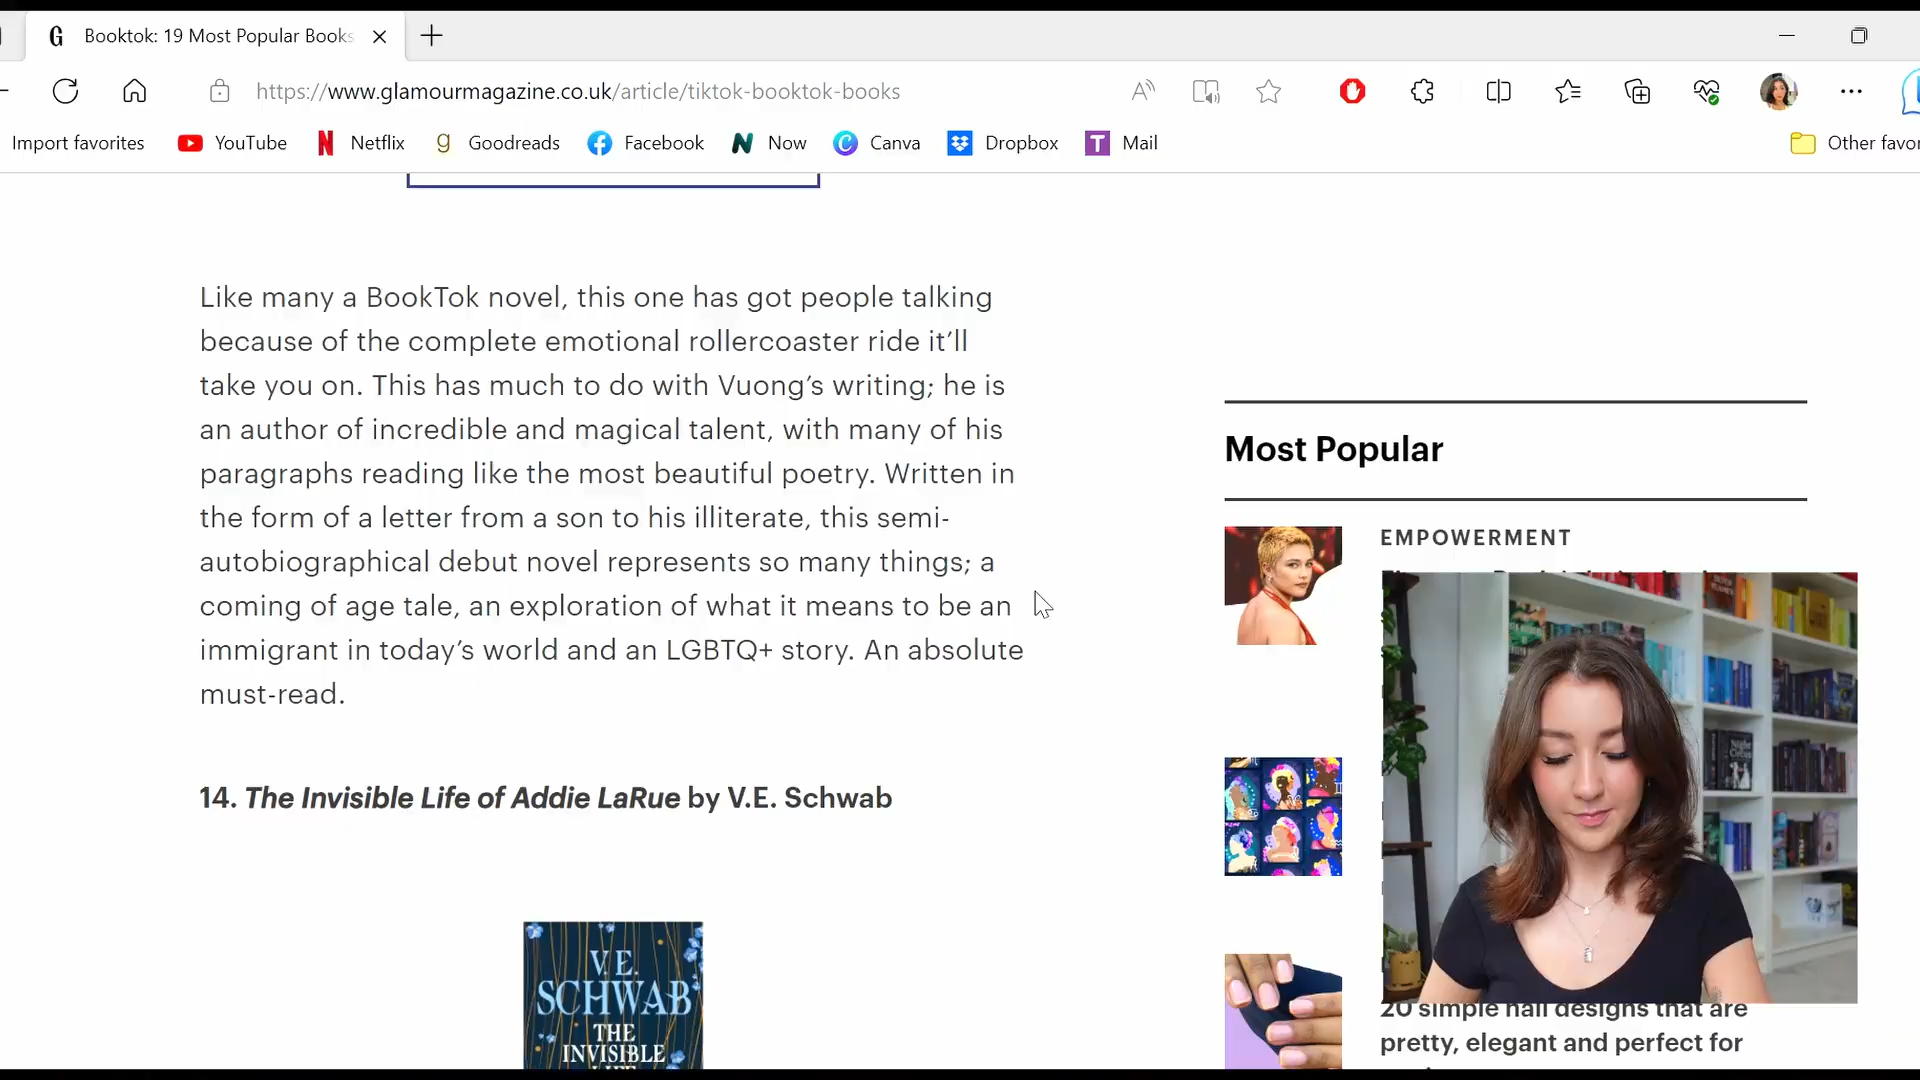 Booktok: 19 Most Popular Books
https://www.glamourmagazine.co.uk/article/tiktok-booktok-books
Import favorites
YouTube
Netflix
Goodreads
Facebook
Now
Canva
Dropbox
Mail
Other favor
Like many a BookTok novel, this one has got people talking
because of the complete emotional rollercoaster ride it’ll
take you on. This has much to do with Vuong’s writing; he is
an author of incredible and magical talent, with many of his
paragraphs reading like the most beautiful poetry. Written in
the form of a letter from a son to his illiterate, this semi-
autobiographical debut novel represents so many things; a
coming of age tale, an exploration of what it means to be an
immigrant in today’s world and an LGBTQ+ story. An absolute
must-read.
14. The Invisible Life of Addie LaRue by V.E. Schwab
V. E.
SCHWAB
THE
INVISIBLE
Most Popular
EMPOWERMENT
20 simple nail designs that are
pretty, elegant and perfect for